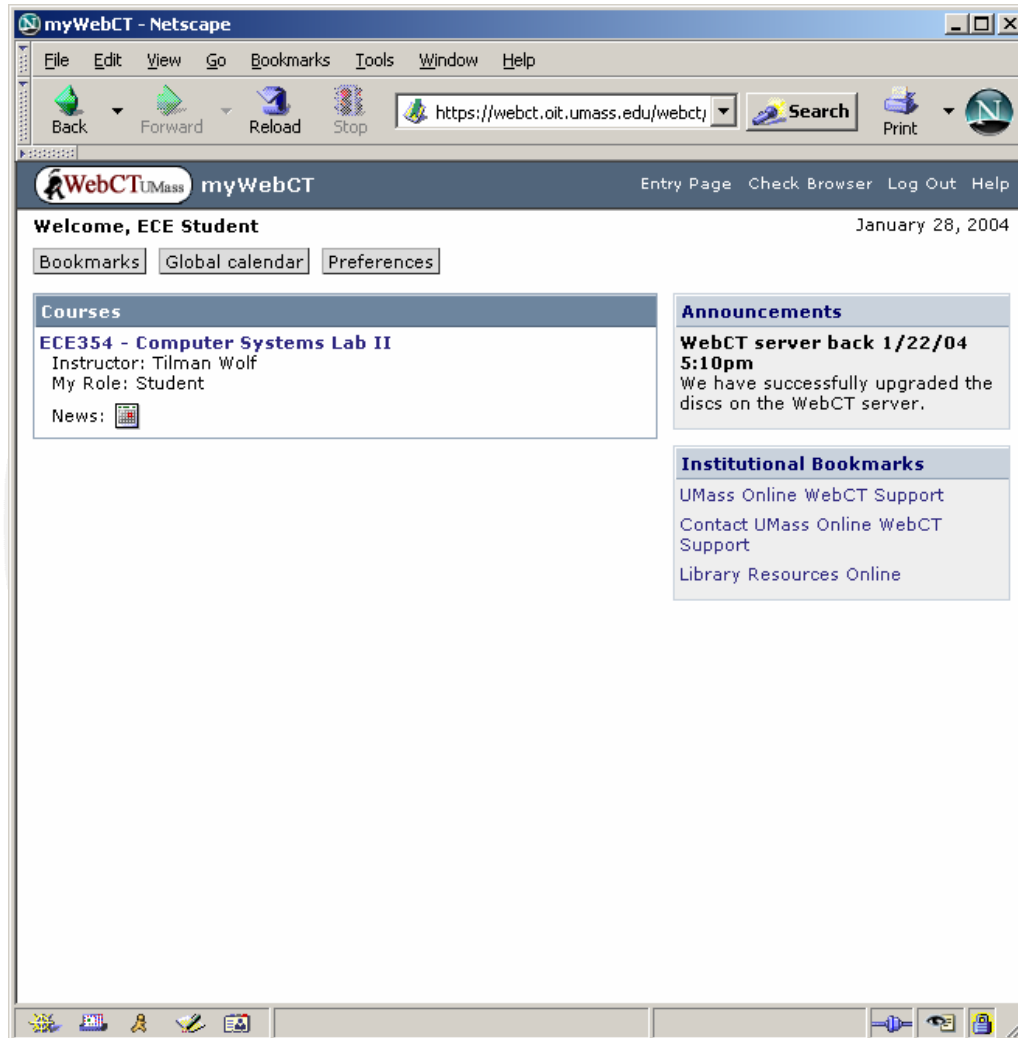 myWebCT - Netscape
File Edit View Go Bookmarks Tools Window Help
Back Forward Reload Stop https://webct.oit.umass.edu/webct/ Search Print N
WebCT UMass myWebCT Entry Page Check Browser Log Out Help
Welcome, ECE Student January 28, 2004
Bookmarks Global calendar Preferences
Courses
ECE354 - Computer Systems Lab II
Instructor: Tilman Wolf
My Role: Student
News:
Announcements
WebCT server back 1/22/04
5:10pm
We have successfully upgraded the
discs on the WebCT server.
Institutional Bookmarks
UMass Online WebCT Support
Contact UMass Online WebCT
Support
Library Resources Online